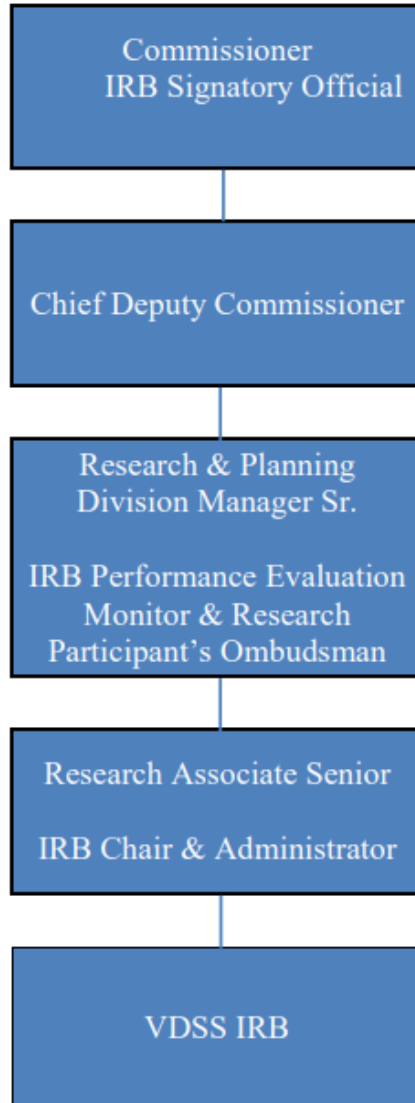 Commissioner
IRB Signatory Official
Chief Deputy Commissioner
Research & Planning
Division Manager Sr.
IRB Performance Evaluation
Monitor & Research
Participant’s Ombudsman
Research Associate Senior
IRB Chair & Administrator
VDSS IRB